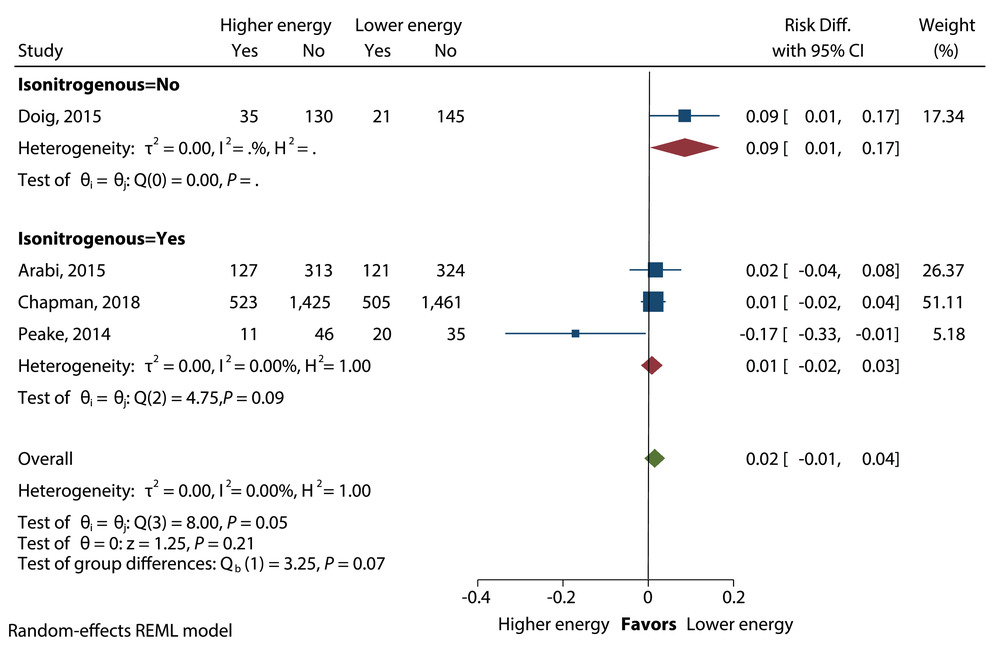 Higher energy Lower energy Risk Diff. Weight
Study Yes No Yes No with 95% CI (%)
Isonitrogenous=No
Doig, 2015 35 130 21 145 0.09 [ 0.01, 0.17] 17.34
Heterogeneity: τ² = 0.00, I² = .%, H² = . 0.09 [ 0.01, 0.17]
Test of θᵢ = θⱼ: Q(0) = 0.00, P = .
Isonitrogenous=Yes
Arabi, 2015 127 313 121 324 0.02 [ -0.04, 0.08] 26.37
Chapman, 2018 523 1,425 505 1,461 0.01 [ -0.02, 0.04] 51.11
Peake, 2014 11 46 20 35 -0.17 [ -0.33, -0.01] 5.18
Heterogeneity: τ² = 0.00, I² = 0.00%, H² = 1.00 0.01 [ -0.02, 0.03]
Test of θᵢ = θⱼ: Q(2) = 4.75,P = 0.09
Overall 0.02 [ -0.01, 0.04]
Heterogeneity: τ² = 0.00, I² = 0.00%, H² = 1.00
Test of θᵢ = θⱼ: Q(3) = 8.00, P = 0.05
Test of θ = 0: z = 1.25, P = 0.21
Test of group differences: Q_b (1) = 3.25, P = 0.07
-0.4 -0.2 0 0.2
Higher energy Favors Lower energy
Random-effects REML model